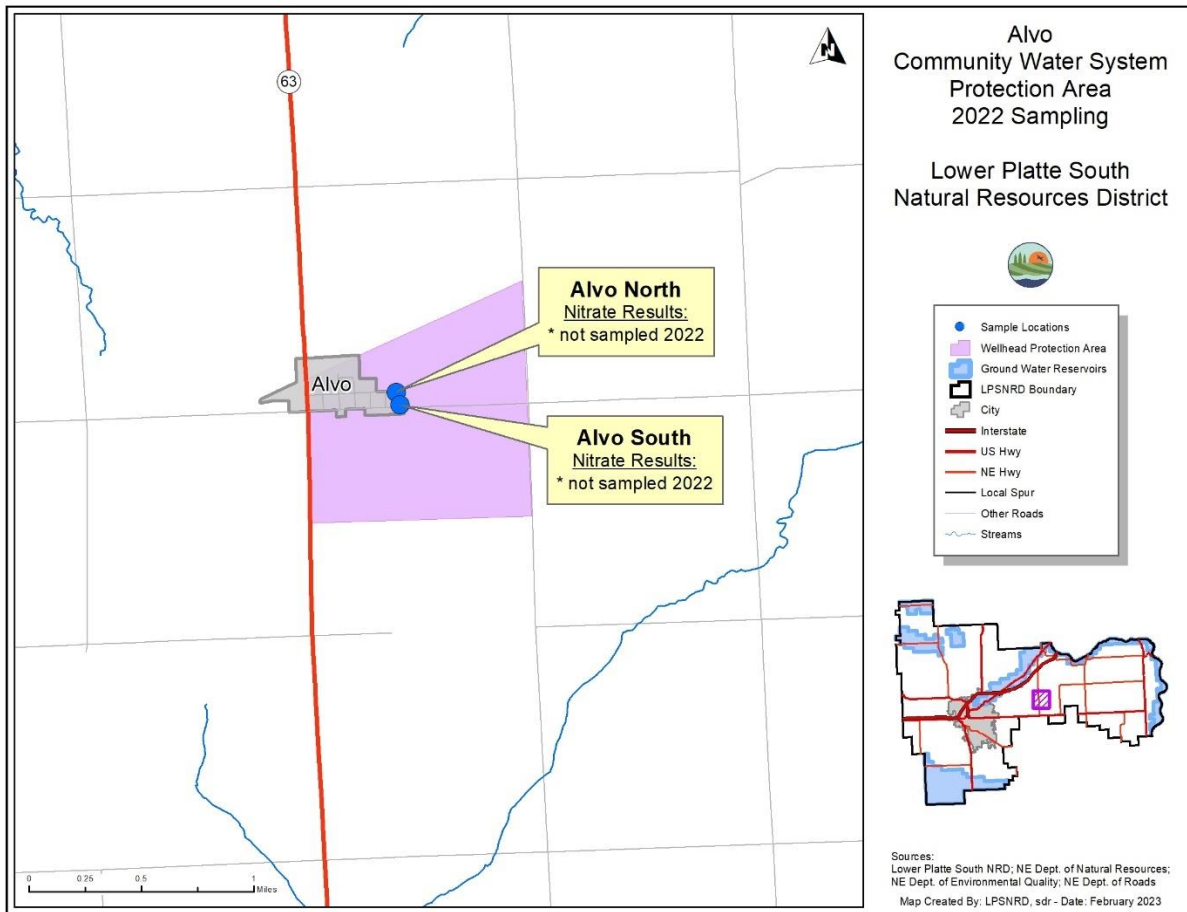 63
N
Alvo
Alvo North
Nitrate Results:
* not sampled 2022
Alvo South
Nitrate Results:
* not sampled 2022
0 0.25 0.5 1
Miles
Alvo
Community Water System
Protection Area
2022 Sampling
Lower Platte South
Natural Resources District
Sample Locations
Wellhead Protection Area
Ground Water Reservoirs
LPSNRD Boundary
City
Interstate
US Hwy
NE Hwy
Local Spur
Other Roads
Streams
Sources:
Lower Platte South NRD; NE Dept. of Natural Resources;
NE Dept. of Environmental Quality; NE Dept. of Roads
Map Created By: LPSNRD, sdr - Date: February 2023